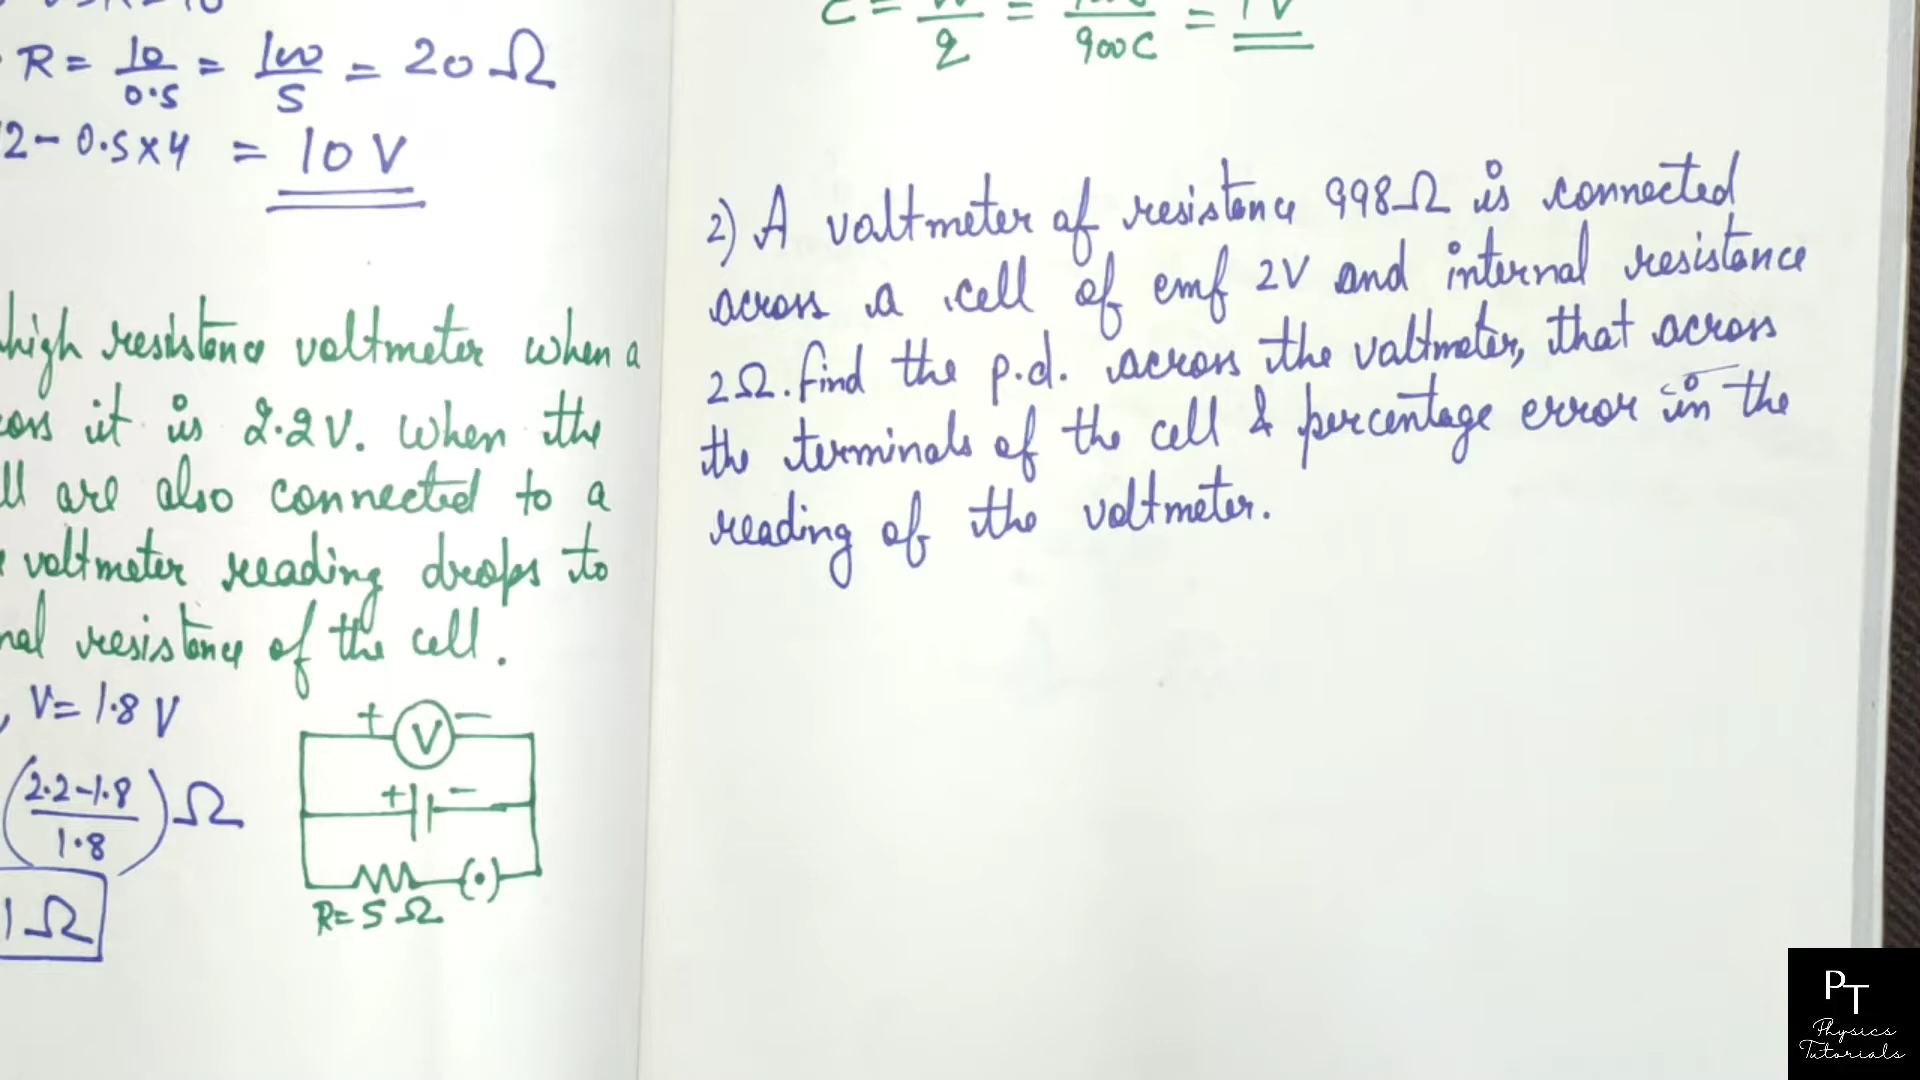 R = 10/0.5 = 100/5 = 20 Ω
2 - 0.5×4 = 10 V
high resistance voltmeter when a
it is 2.2V. When the
are also connected to a
voltmeter reading drops to
resistance of the cell.
, V = 1.8 V
(2.2-1.8 / 1.8) Ω
1Ω
+ V -
+ -
R = 5 Ω
= = = 1V
q 900C
2) A voltmeter of resistance 998Ω is connected
across a cell of emf 2V and internal resistance
2Ω. find the p.d. across the voltmeter, that across
the terminals of the cell & percentage error in the
reading of the voltmeter.
PT
Physics
Tutorials